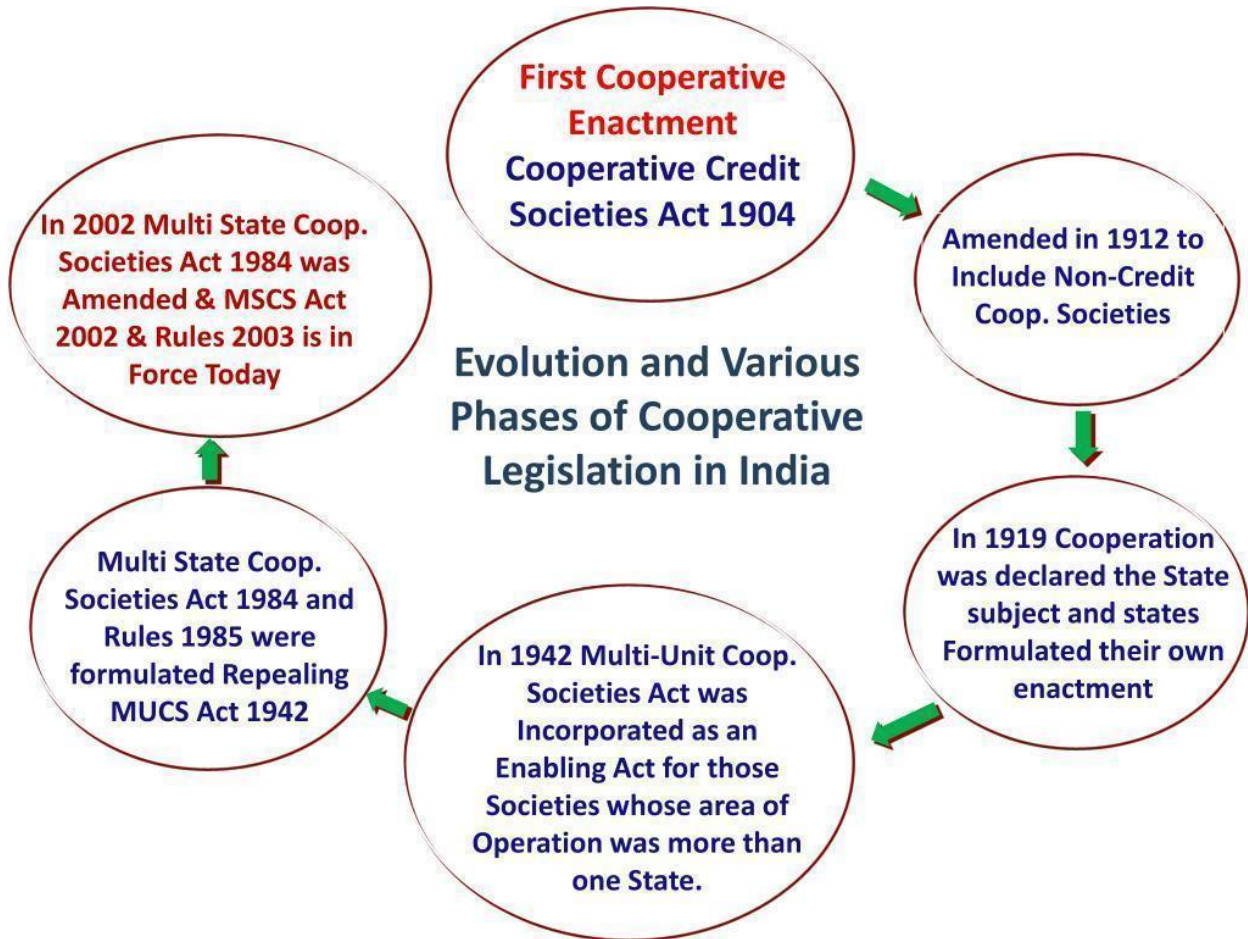 First Cooperative
Enactment
Cooperative Credit
Societies Act 1904
Amended in 1912 to
Include Non-Credit
Coop. Societies
In 1919 Cooperation
was declared the State
subject and states
Formulated their own
enactment
In 1942 Multi-Unit Coop.
Societies Act was
Incorporated as an
Enabling Act for those
Societies whose area of
Operation was more than
one State.
Multi State Coop.
Societies Act 1984 and
Rules 1985 were
formulated Repealing
MUCS Act 1942
In 2002 Multi State Coop.
Societies Act 1984 was
Amended & MSCS Act
2002 & Rules 2003 is in
Force Today
Evolution and Various
Phases of Cooperative
Legislation in India